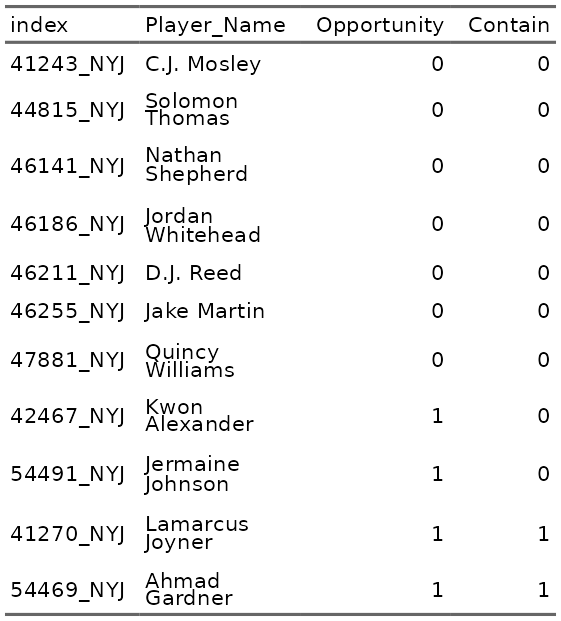 index Player_Name Opportunity Contain
41243_NYJ C.J. Mosley 0 0
44815_NYJ Solomon Thomas 0 0
46141_NYJ Nathan Shepherd 0 0
46186_NYJ Jordan Whitehead 0 0
46211_NYJ D.J. Reed 0 0
46255_NYJ Jake Martin 0 0
47881_NYJ Quincy Williams 0 0
42467_NYJ Kwon Alexander 1 0
54491_NYJ Jermaine Johnson 1 0
41270_NYJ Lamarcus Joyner 1 1
54469_NYJ Ahmad Gardner 1 1